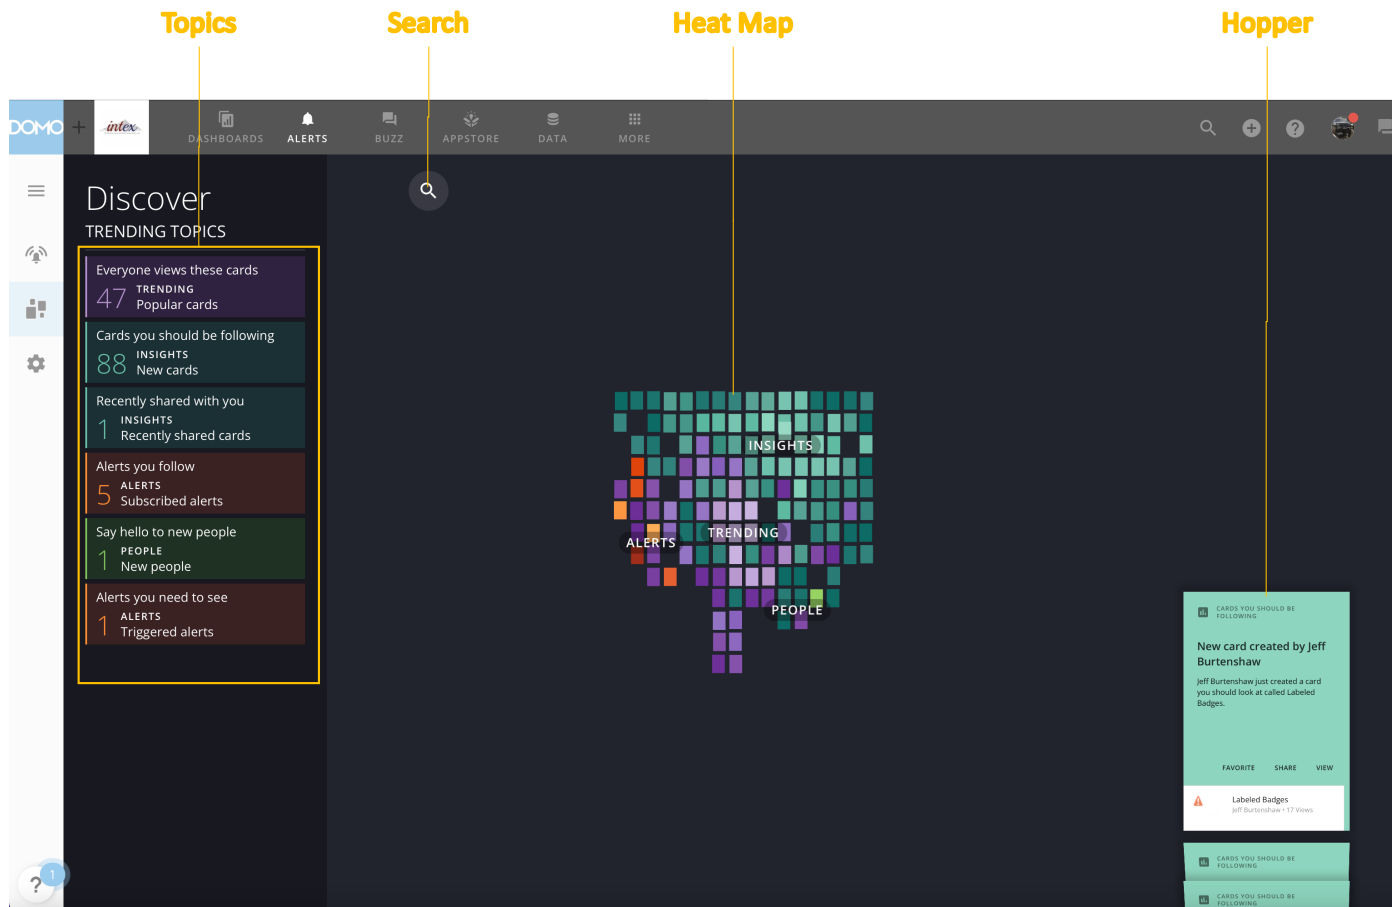 Topics
Search
Heat Map
Hopper
DOMO
intex
DASHBOARDS
ALERTS
BUZZ
APPSTORE
DATA
MORE
Discover
TRENDING TOPICS
Everyone views these cards
47
TRENDING
Popular cards
Cards you should be following
88
INSIGHTS
New cards
Recently shared with you
1
INSIGHTS
Recently shared cards
Alerts you follow
5
ALERTS
Subscribed alerts
Say hello to new people
1
PEOPLE
New people
Alerts you need to see
1
ALERTS
Triggered alerts
INSIGHTS
TRENDING
ALERTS
PEOPLE
CARDS YOU SHOULD BE
FOLLOWING
New card created by Jeff
Burtenshaw
Jeff Burtenshaw just created a card
you should look at called Labeled
Badges.
FAVORITE SHARE VIEW
Labeled Badges
Jeff Burtenshaw • 17 Views
CARDS YOU SHOULD BE
FOLLOWING
CARDS YOU SHOULD BE
FOLLOWING
?
1